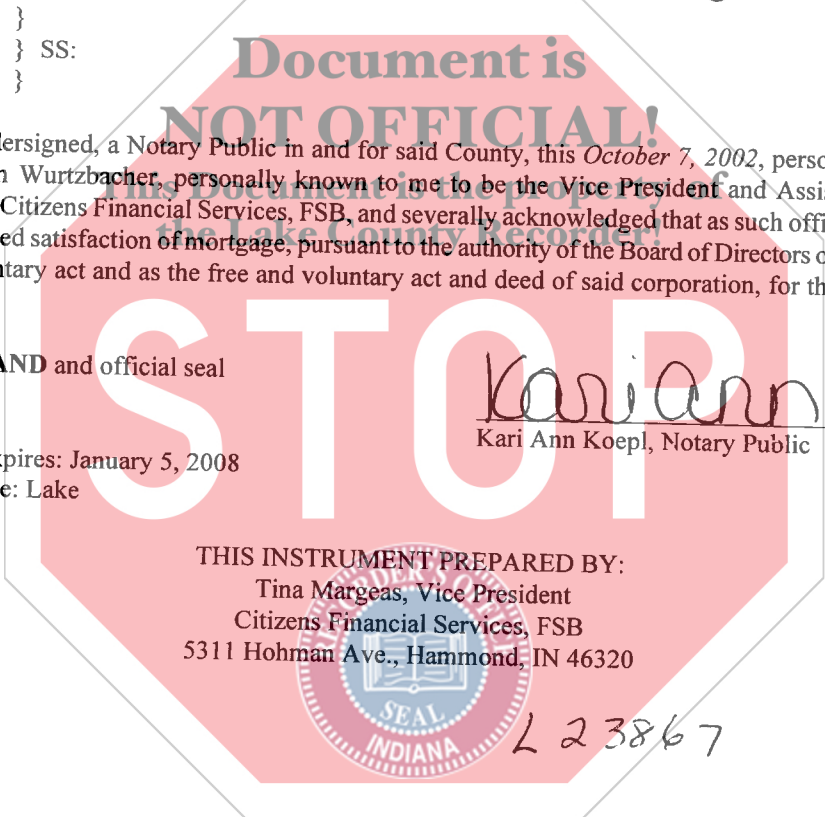 }
} SS:
}
Document is
NOT OFFICIAL!
This Document is the property of
the Lake County Recorder!
dersigned, a Notary Public in and for said County, this October 7, 2002, perso
n Wurtzbacher, personally known to me to be the Vice President and Assi
Citizens Financial Services, FSB, and severally acknowledged that as such offi
ed satisfaction of mortgage, pursuant to the authority of the Board of Directors o
ntary act and as the free and voluntary act and deed of said corporation, for th
STOP
AND and official seal
Kari Ann
Kari Ann Koepl, Notary Public
xpires: January 5, 2008
e: Lake
THIS INSTRUMENT PREPARED BY:
Tina Margeas, Vice President
Citizens Financial Services, FSB
5311 Hohman Ave., Hammond, IN 46320
RECORDER'S OFFICE
SEAL
INDIANA
L 23867